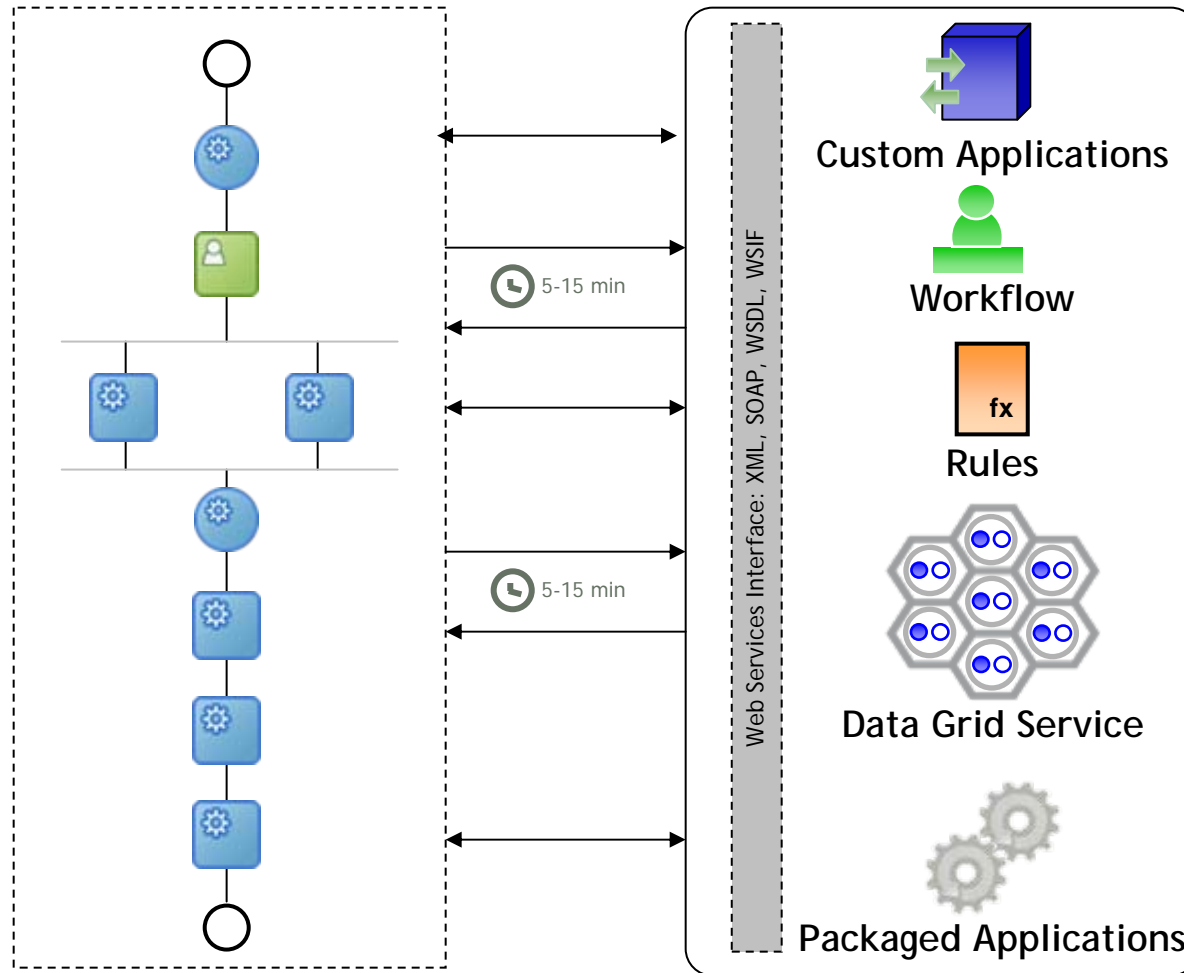 Custom Applications
Web Services Interface: XML, SOAP, WSDL, WSIF
5-15 min
Workflow
fx
Rules
5-15 min
Data Grid Service
Packaged Applications